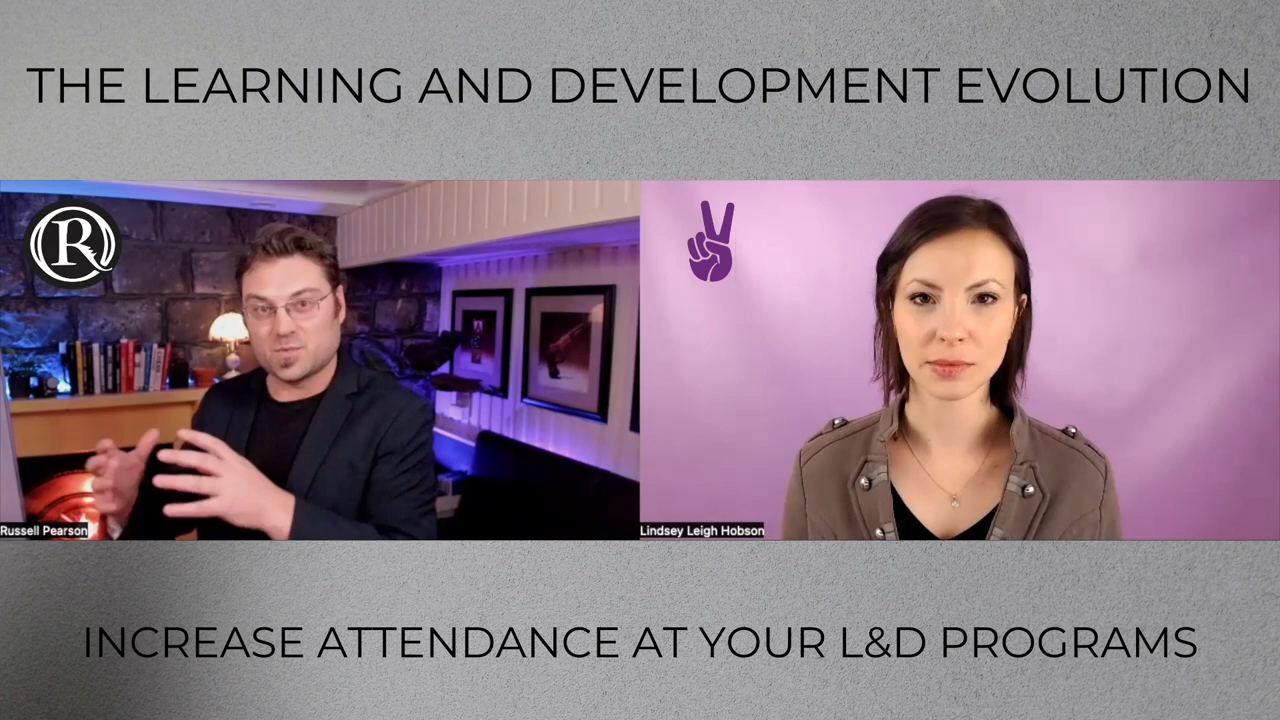 THE LEARNING AND DEVELOPMENT EVOLUTION
R
Russell Pearson
Lindsey Leigh Hobson
INCREASE ATTENDANCE AT YOUR L&D PROGRAMS